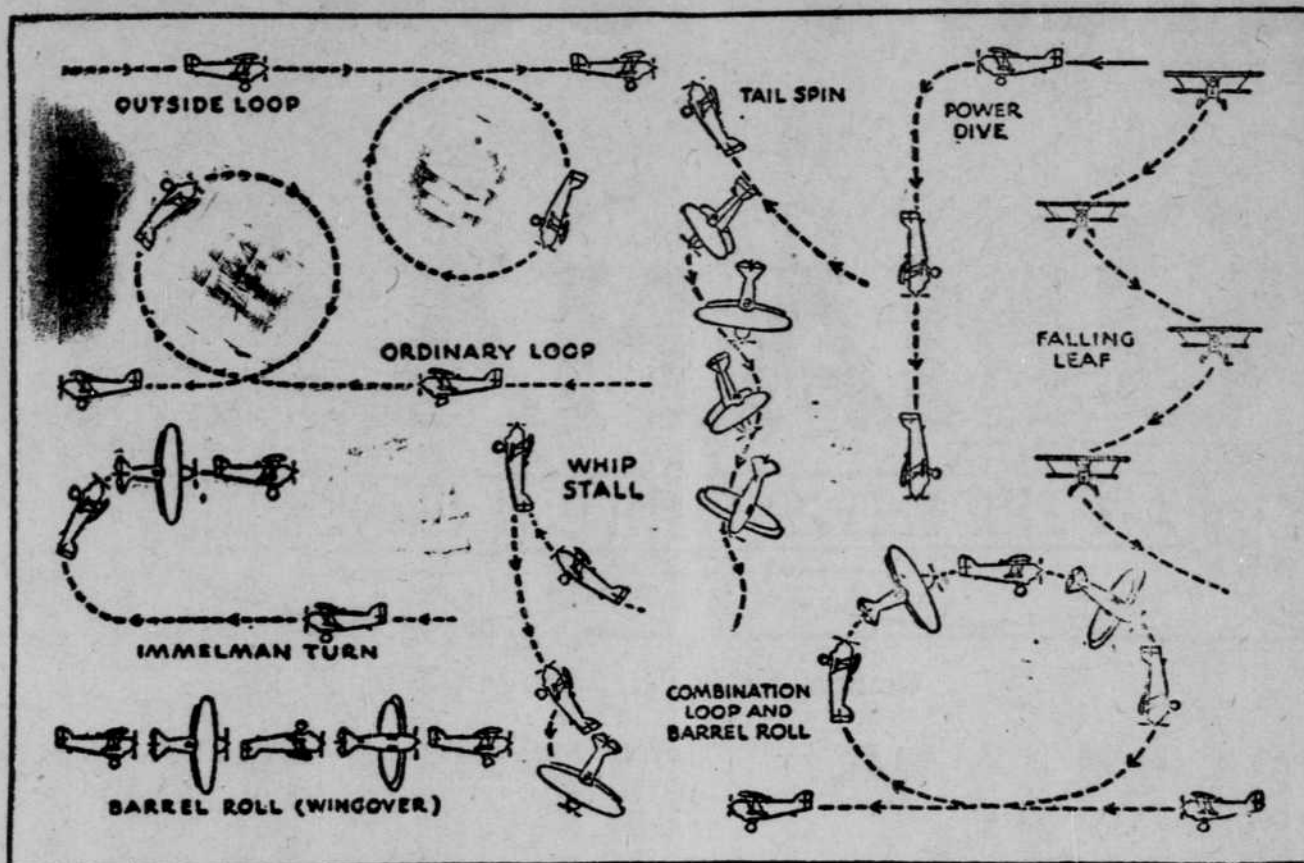 OUTSIDE LOOP
TAIL SPIN
POWER
DIVE
ORDINARY LOOP
FALLING
LEAF
WHIP
STALL
IMMELMAN TURN
COMBINATION
LOOP AND
BARREL ROLL
BARREL ROLL (WINGOVER)